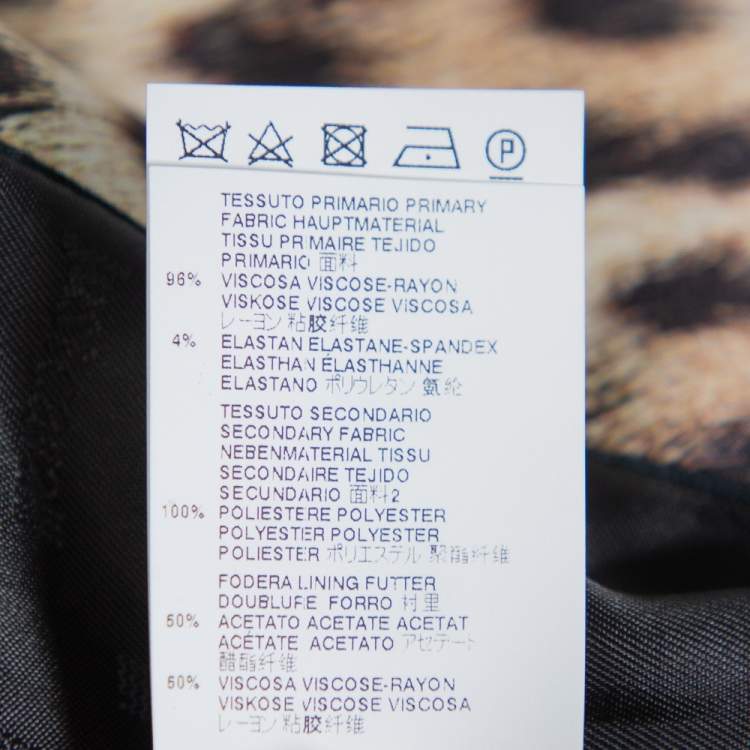 P
TESSUTO PRIMARIO PRIMARY
FABRIC HAUPTMATERIAL
TISSU PRIMAIRE TEJIDO
PRIMARIO 面料
96% VISCOSA VISCOSE-RAYON
VISKOSE VISCOSE VISCOSA
レーヨン 粘胶纤维
4% ELASTAN ELASTANE-SPANDEX
ELASTHAN ÉLASTHANNE
ELASTANO ポリウレタン 氨纶
TESSUTO SECONDARIO
SECONDARY FABRIC
NEBENMATERIAL TISSU
SECONDAIRE TEJIDO
SECUNDARIO 面料2
100% POLIESTERE POLYESTER
POLYESTER POLYESTER
POLIESTER ポリエステル 聚酯纤维
FODERA LINING FUTTER
DOUBLURE FORRO 村里
50% ACETATO ACETATE ACETAT
ACÉTATE ACETATO アセテート
醋酯纤维
50% VISCOSA VISCOSE-RAYON
VISKOSE VISCOSE VISCOSA
レーヨン 粘胶纤维